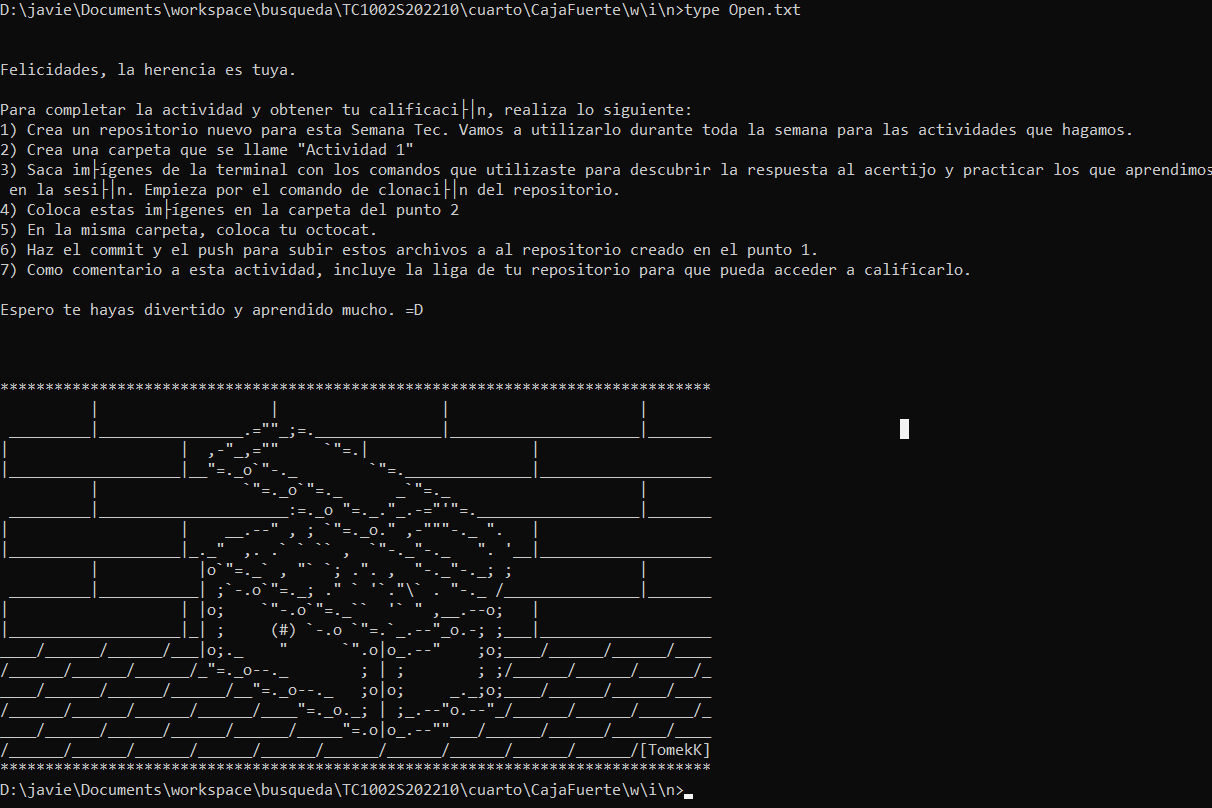 D:\javie\Documents\workspace\busqueda\TC1002S202210\cuarto\CajaFuerte\w\i\n>type Open.txt
Felicidades, la herencia es tuya.
Para completar la actividad y obtener tu calificaci├│n, realiza lo siguiente:
1) Crea un repositorio nuevo para esta Semana Tec. Vamos a utilizarlo durante toda la semana para las actividades que hagamos.
2) Crea una carpeta que se llame "Actividad 1"
3) Saca im├ígenes de la terminal con los comandos que utilizaste para descubrir la respuesta al acertijo y practicar los que aprendimos
en la sesi├│n. Empieza por el comando de clonaci├│n del repositorio.
4) Coloca estas im├ígenes en la carpeta del punto 2
5) En la misma carpeta, coloca tu octocat.
6) Haz el commit y el push para subir estos archivos a al repositorio creado en el punto 1.
7) Como comentario a esta actividad, incluye la liga de tu repositorio para que pueda acceder a calificarlo.
Espero te hayas divertido y aprendido mucho. =D
[TomekK]
D:\javie\Documents\workspace\busqueda\TC1002S202210\cuarto\CajaFuerte\w\i\n>